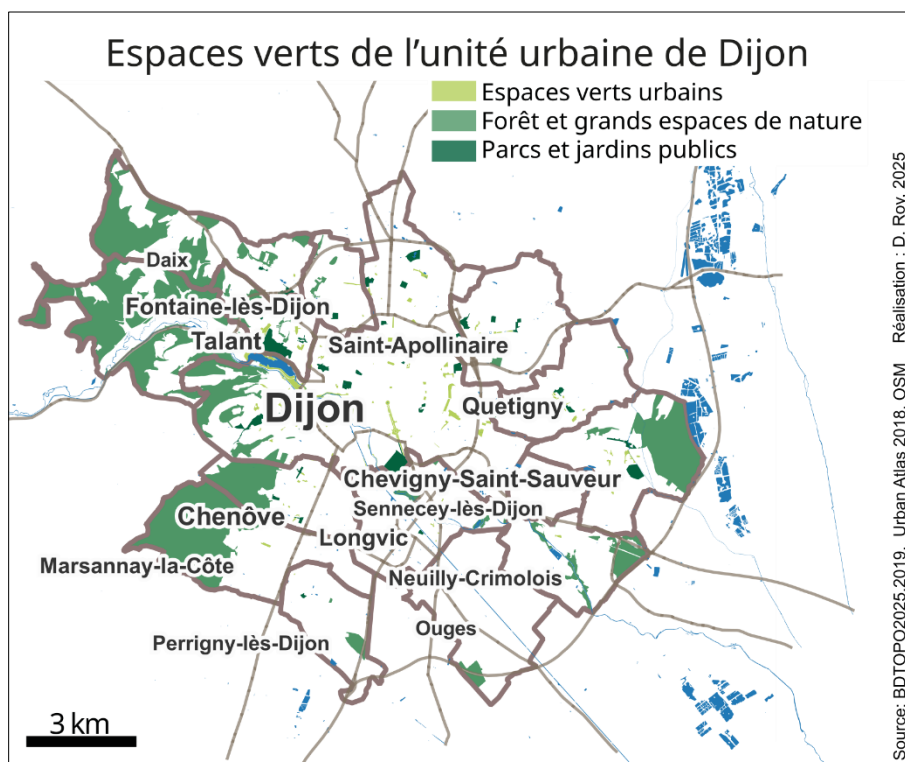 Espaces verts de l'unité urbaine de Dijon
Espaces verts urbains
Forêt et grands espaces de nature
Parcs et jardins publics
Daix
Fontaine-lès-Dijon
Talant
Saint-Apollinaire
Dijon
Quetigny
Chevigny-Saint-Sauveur
Chenôve
Sennecey-lès-Dijon
Longvic
Marsannay-la-Côte
Neuilly-Crimolois
Ouges
Perrigny-lès-Dijon
3 km
Source: BDTOPO2025.2019, Urban Atlas 2018. OSM Réalisation : D. Roy. 2025